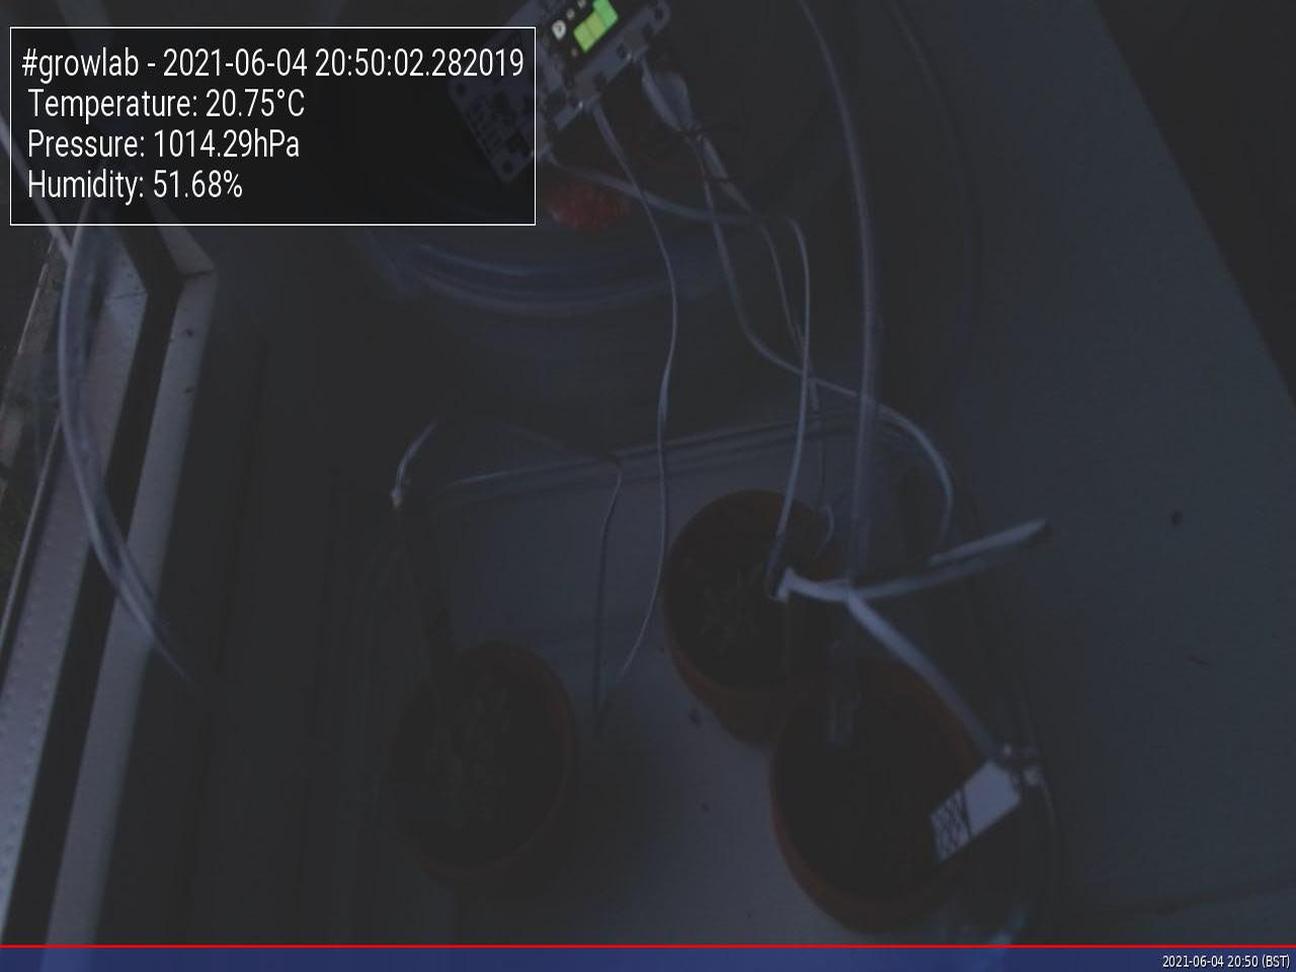 #growlab - 2021-06-04 20:50:02.282019
Temperature: 20.75°C
Pressure: 1014.29hPa
Humidity: 51.68%
2021-06-04 20:50 (BST)